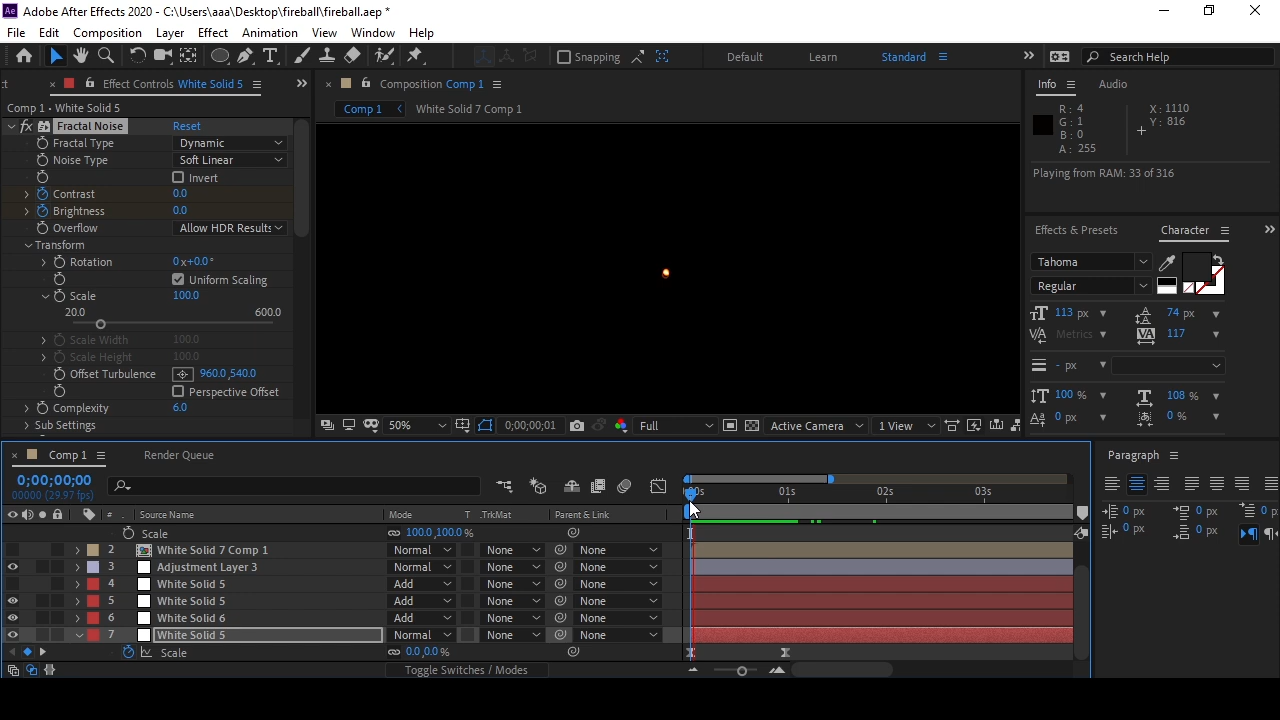 Ae Adobe After Effects 2020 - C:\Users\aaa\Desktop\fireball\fireball.aep *
File Edit Composition Layer Effect Animation View Window Help
Snapping Default Learn Standard Search Help
Effect Controls White Solid 5
Comp 1 • White Solid 5
fx Fractal Noise Reset
Fractal Type Dynamic
Noise Type Soft Linear
Invert
Contrast 0.0
Brightness 0.0
Overflow Allow HDR Results
Transform
Rotation 0x+0.0°
Uniform Scaling
Scale 100.0
20.0 600.0
Scale Width 100.0
Scale Height 100.0
Offset Turbulence 960.0,540.0
Perspective Offset
Complexity 6.0
Sub Settings
Composition Comp 1
Comp 1 White Solid 7 Comp 1
50% 0;00;00;01 Full Active Camera 1 View
Info Audio
R: 4 X: 1110
G: 1 Y: 816
B: 0
A: 255
Playing from RAM: 33 of 316
Effects & Presets Character
Tahoma
Regular
113 px 74 px
Metrics 117
- px
100 % 108 %
0 px 0 %
Paragraph
0 px 0 px 0 p
0 px 0 px
Comp 1 Render Queue
0;00;00;00
00000 (29.97 fps)
:00s 01s 02s 03s
# Source Name Mode T .TrkMat Parent & Link
Scale 100.0,100.0 %
2 White Solid 7 Comp 1 Normal None None
3 Adjustment Layer 3 Normal None None
4 White Solid 5 Add None None
5 White Solid 5 Add None None
6 White Solid 6 Add None None
7 White Solid 5 Normal None None
Scale 0.0,0.0 %
Toggle Switches / Modes